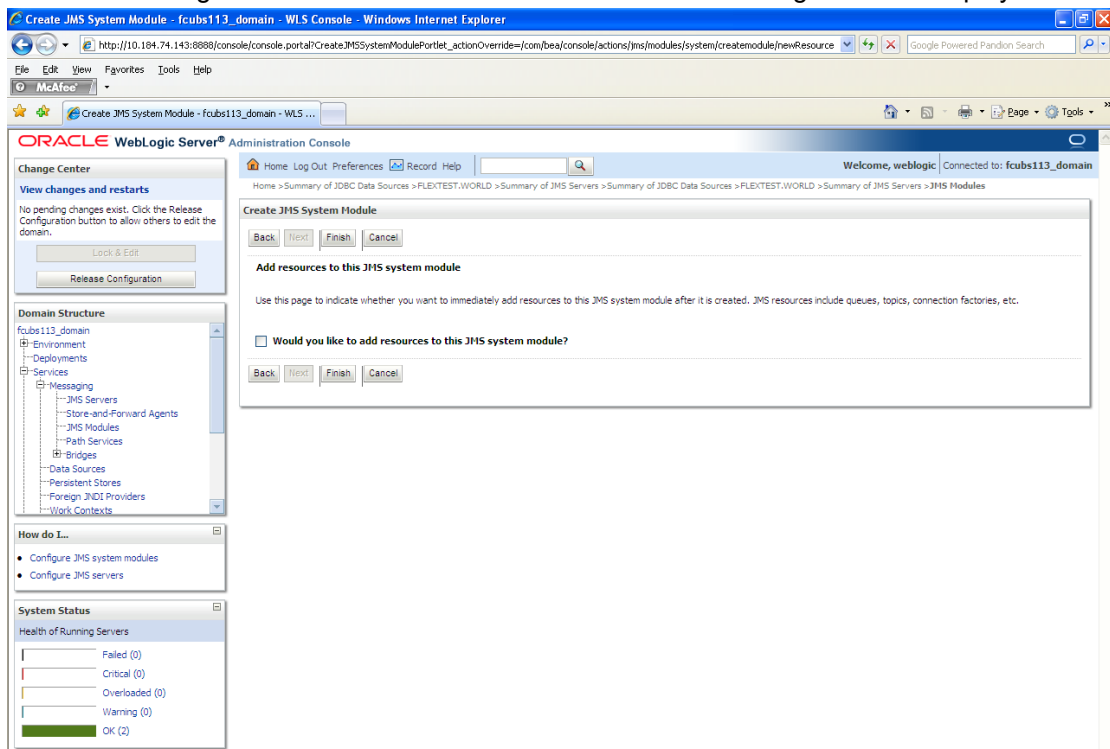 Create JMS System Module - fcubs113_domain - WLS Console - Windows Internet Explorer
http://10.184.74.143:8888/console/console.portal?CreateJMSSystemModulePortlet_actionOverride=/com/bea/console/actions/jms/modules/system/createmodule/newResource
Google Powered Pandion Search
File Edit View Favorites Tools Help
McAfee
Create JMS System Module - fcubs113_domain - WLS ...
Page Tools »
ORACLE WebLogic Server® Administration Console
Change Center
View changes and restarts
No pending changes exist. Click the Release
Configuration button to allow others to edit the
domain.
Lock & Edit
Release Configuration
Domain Structure
fcubs113_domain
Environment
Deployments
Services
Messaging
JMS Servers
Store-and-Forward Agents
JMS Modules
Path Services
Bridges
Data Sources
Persistent Stores
Foreign JNDI Providers
Work Contexts
How do I...
• Configure JMS system modules
• Configure JMS servers
System Status
Health of Running Servers
Failed (0)
Critical (0)
Overloaded (0)
Warning (0)
OK (2)
Home Log Out Preferences Record Help
Welcome, weblogic Connected to: fcubs113_domain
Home >Summary of JDBC Data Sources >FLEXTEST.WORLD >Summary of JMS Servers >Summary of JDBC Data Sources >FLEXTEST.WORLD >Summary of JMS Servers >JMS Modules
Create JMS System Module
Back Next Finish Cancel
Add resources to this JMS system module
Use this page to indicate whether you want to immediately add resources to this JMS system module after it is created. JMS resources include queues, topics, connection factories, etc.
Would you like to add resources to this JMS system module?
Back Next Finish Cancel